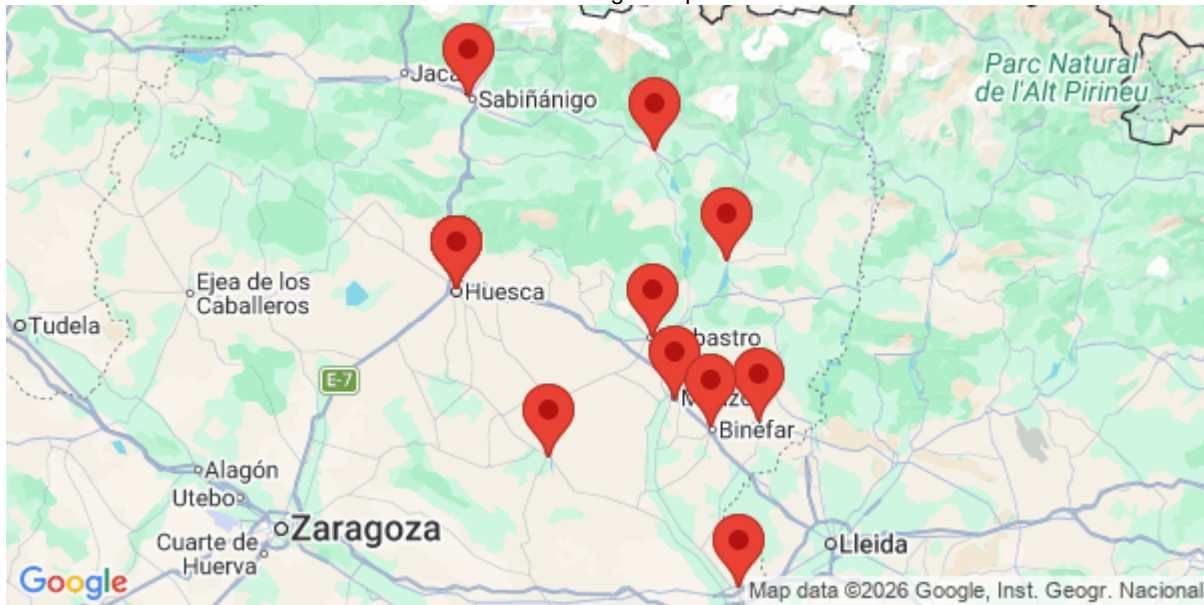 Jaca
Sabiñánigo
Parc Natural
de l'Alt Pirineu
Ejea de los
Caballeros
Huesca
Tudela
E-7
Binéfar
Alagón
Utebo
Zaragoza
Cuarte de
Huerva
Lleida
Google
Map data ©2026 Google, Inst. Geogr. Nacional